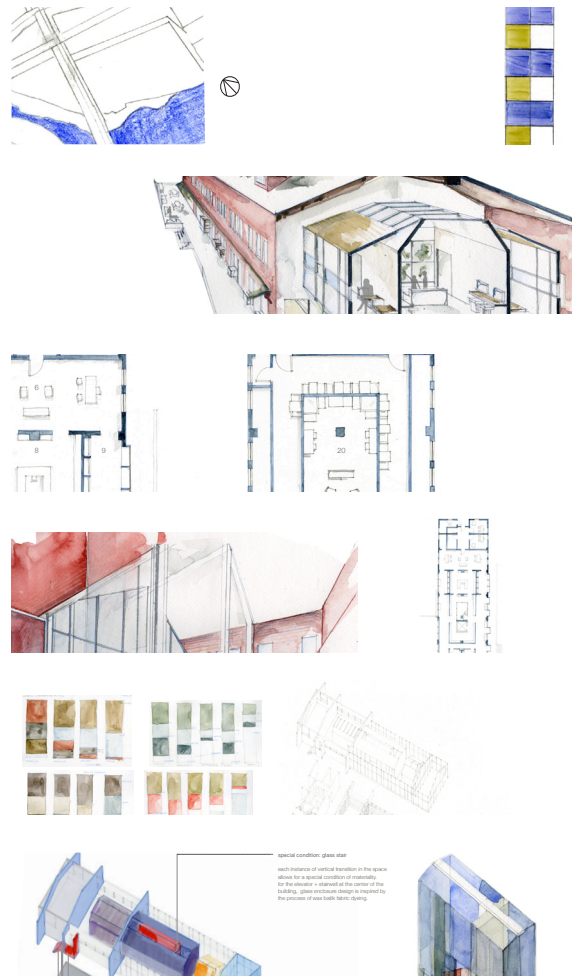 6
8
9
20
special condition: glass stair
each instance of vertical transition in the space
allows for a special condition of materiality.
for the elevator + stairwell at the center of the
building, glass enclosure design is inspired by
the process of wax batik fabric dyeing.